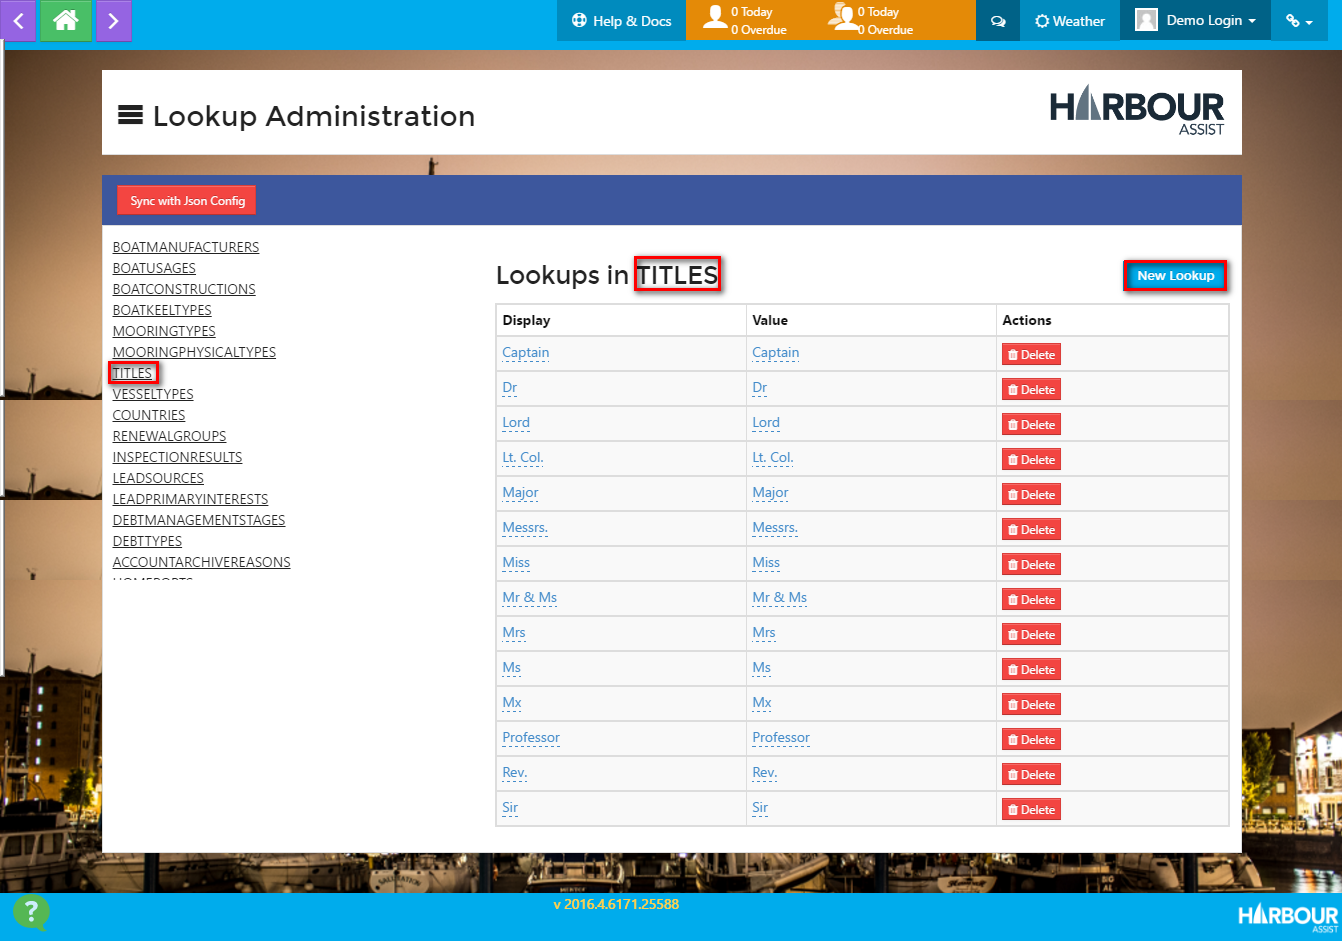 Help & Docs
0 Today
0 Overdue
0 Today
0 Overdue
Weather
Demo Login
Lookup Administration
HARBOUR
ASSIST
Sync with Json Config
BOATMANUFACTURERS
BOATUSAGES
BOATCONSTRUCTIONS
BOATKEELTYPES
MOORINGTYPES
MOORINGPHYSICALTYPES
TITLES
VESSELTYPES
COUNTRIES
RENEWALGROUPS
INSPECTIONRESULTS
LEADSOURCES
LEADPRIMARYINTERESTS
DEBTMANAGEMENTSTAGES
DEBTTYPES
ACCOUNTARCHIVEREASONS
Lookups in TITLES
New Lookup
Display Value Actions
Captain Captain Delete
Dr Dr Delete
Lord Lord Delete
Lt. Col. Lt. Col. Delete
Major Major Delete
Messrs. Messrs. Delete
Miss Miss Delete
Mr & Ms Mr & Ms Delete
Mrs Mrs Delete
Ms Ms Delete
Mx Mx Delete
Professor Professor Delete
Rev. Rev. Delete
Sir Sir Delete
?
v 2016.4.6171.25588
HARBOUR
ASSIST